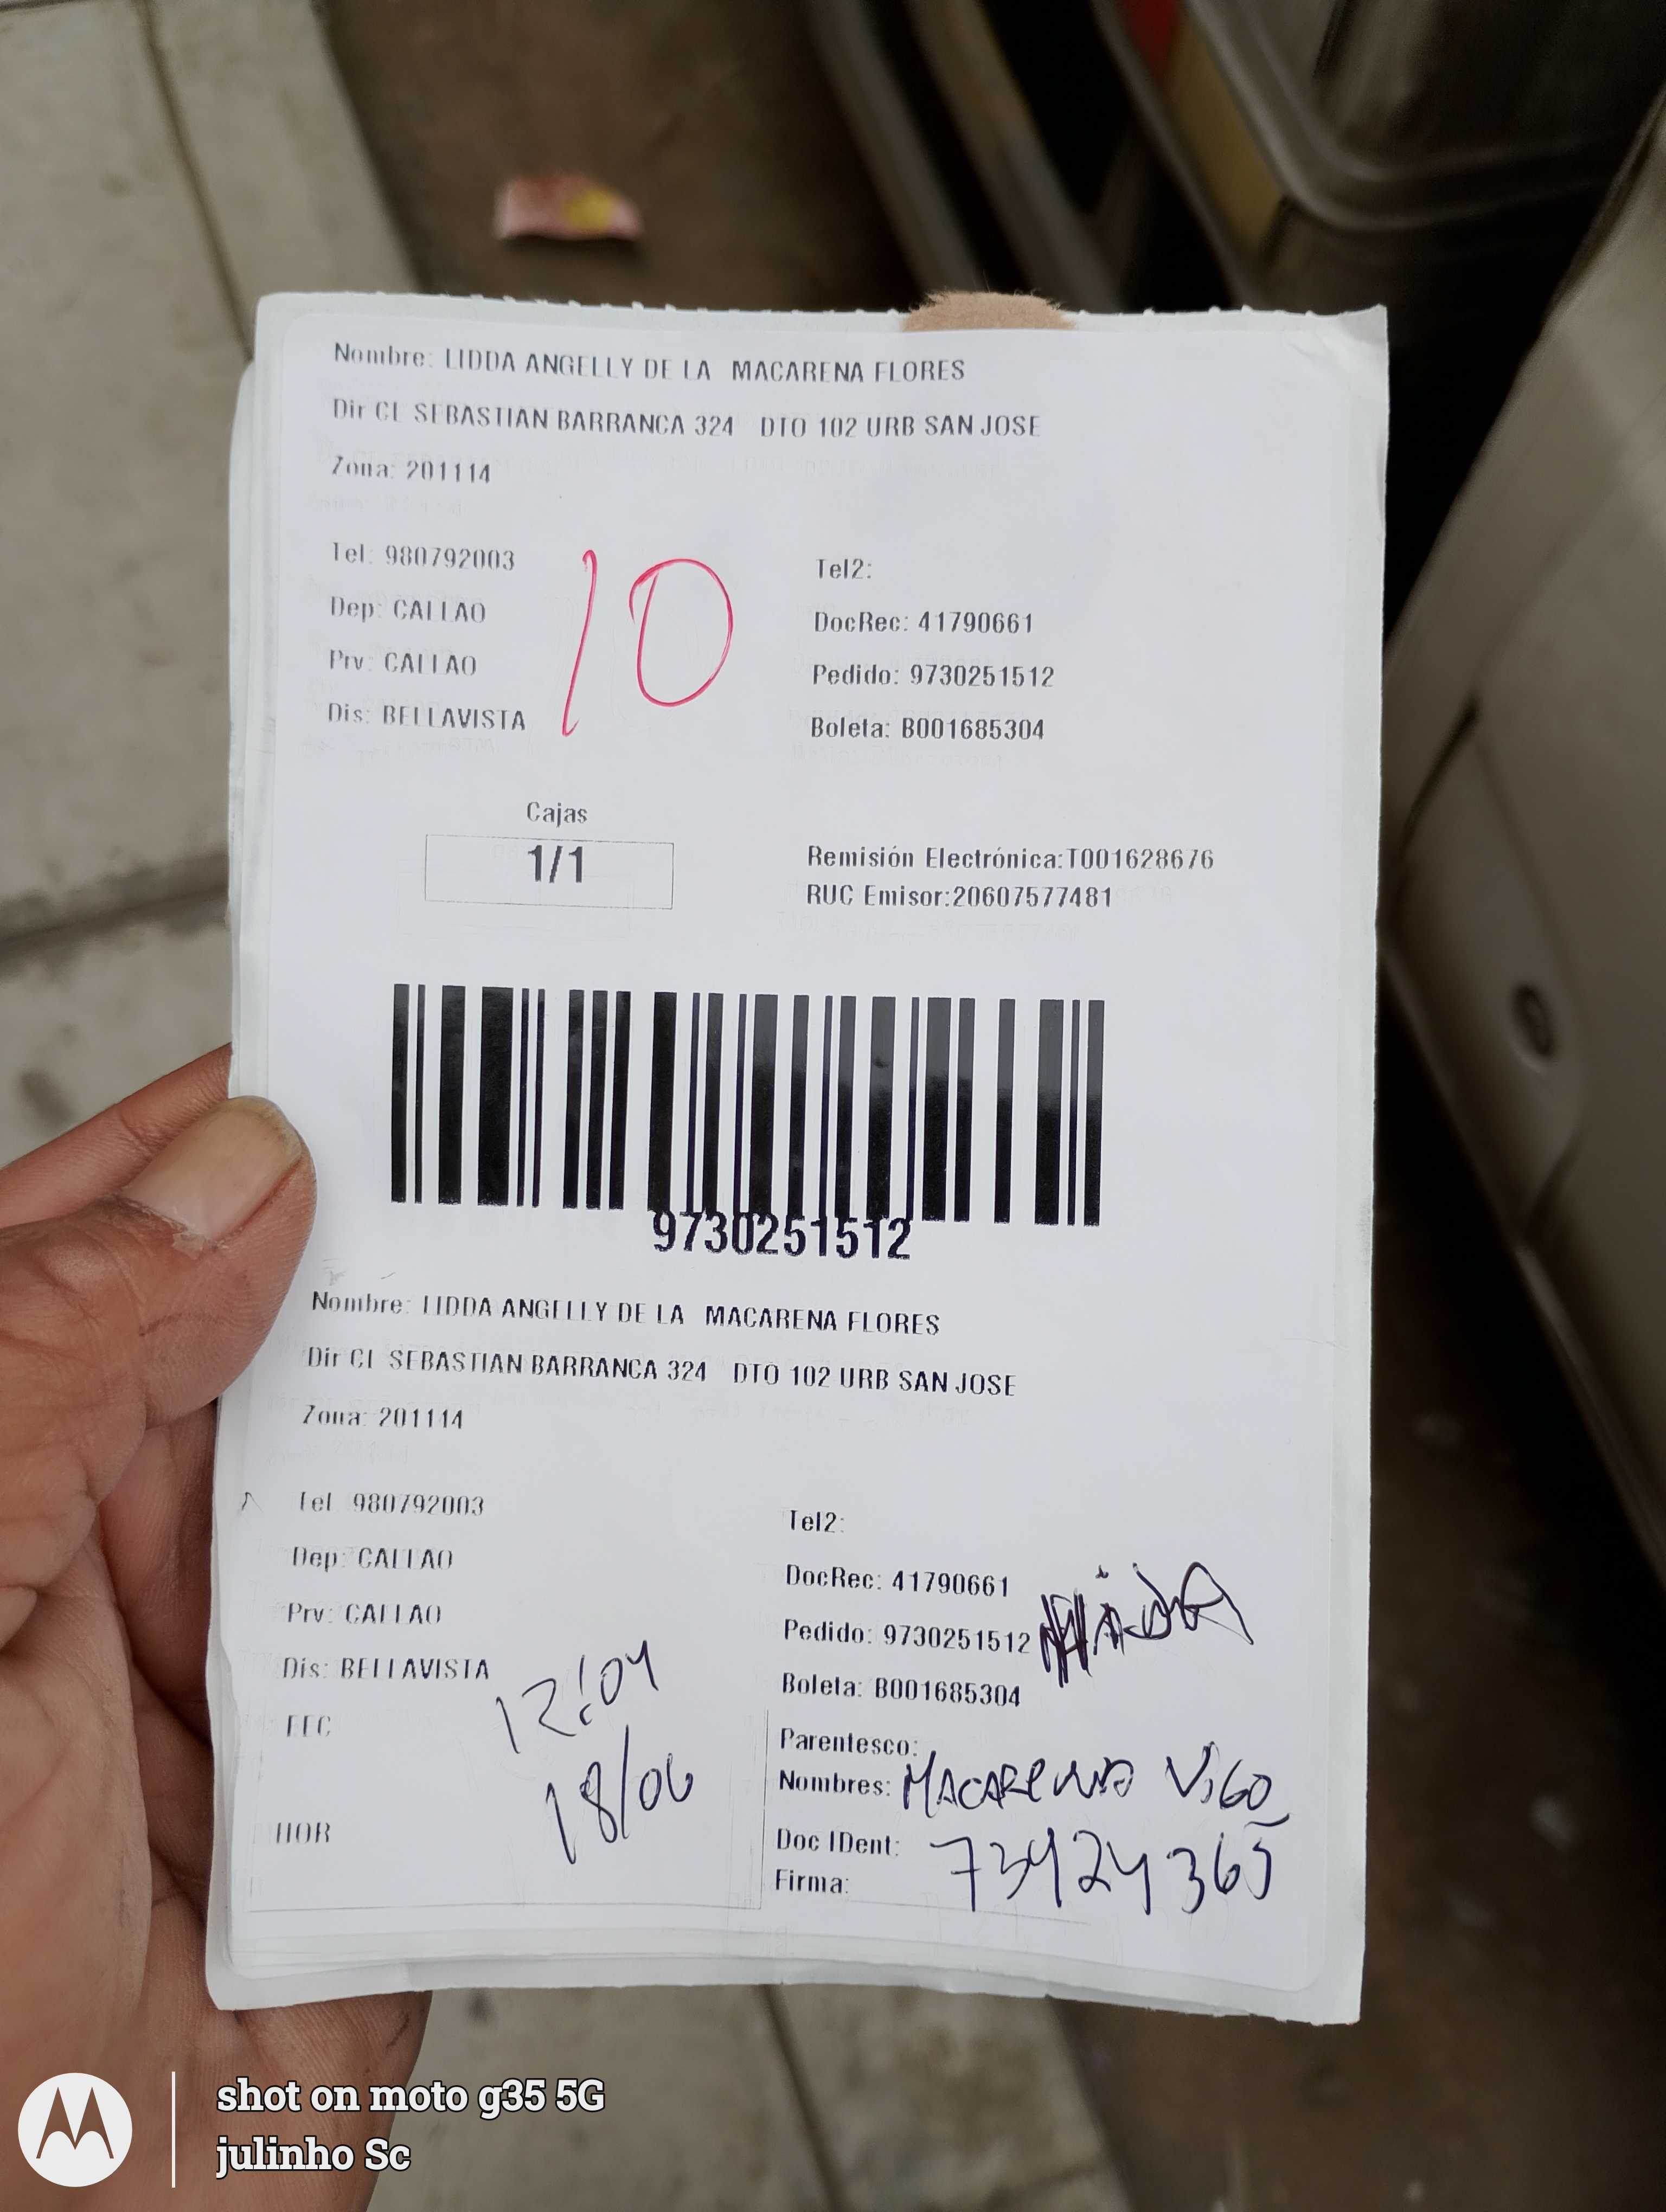 Nombre: LIDDA ANGELLY DE LA MACARENA FLORES
Dir CL SEBASTIAN BARRANCA 324 DTO 102 URB SAN JOSE
Zona: 201114
Tel: 980792003
Tel2:
Dep: CALLAO
DocRec: 41790661
Prv: CALLAO
Pedido: 9730251512
Dis: BELLAVISTA
Boleta: B001685304
10
Cajas
1/1
Remisión Electrónica:T001628676
RUC Emisor:20607577481
9730251512
Nombre: LIDDA ANGELLY DE LA MACARENA FLORES
Dir CL SEBASTIAN BARRANCA 324 DTO 102 URB SAN JOSE
Zona: 201114
Tel 980792003
Tel2:
Dep: CALLAO
DocRec: 41790661
Prv: CALLAO
Pedido: 9730251512
Dis: BELLAVISTA
Boleta: B001685304
12:04
FEC
18/06
Parentesco:
Nombres: MACARENA VIGO
HOR
Doc IDent: 73424365
Firma:
shot on moto g35 5G
julinho Sc